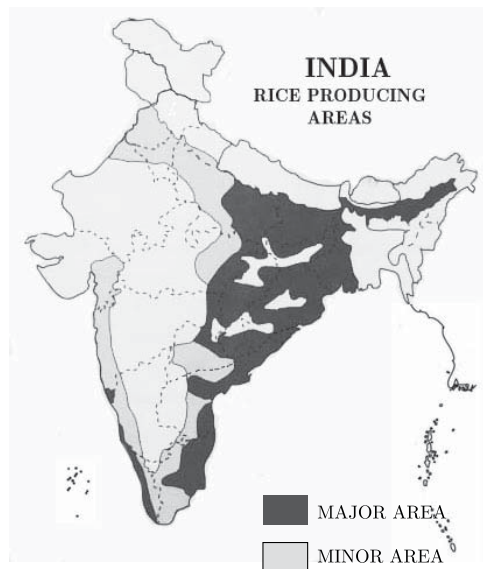 INDIA
RICE PRODUCING
AREAS
MAJOR AREA
MINOR AREA